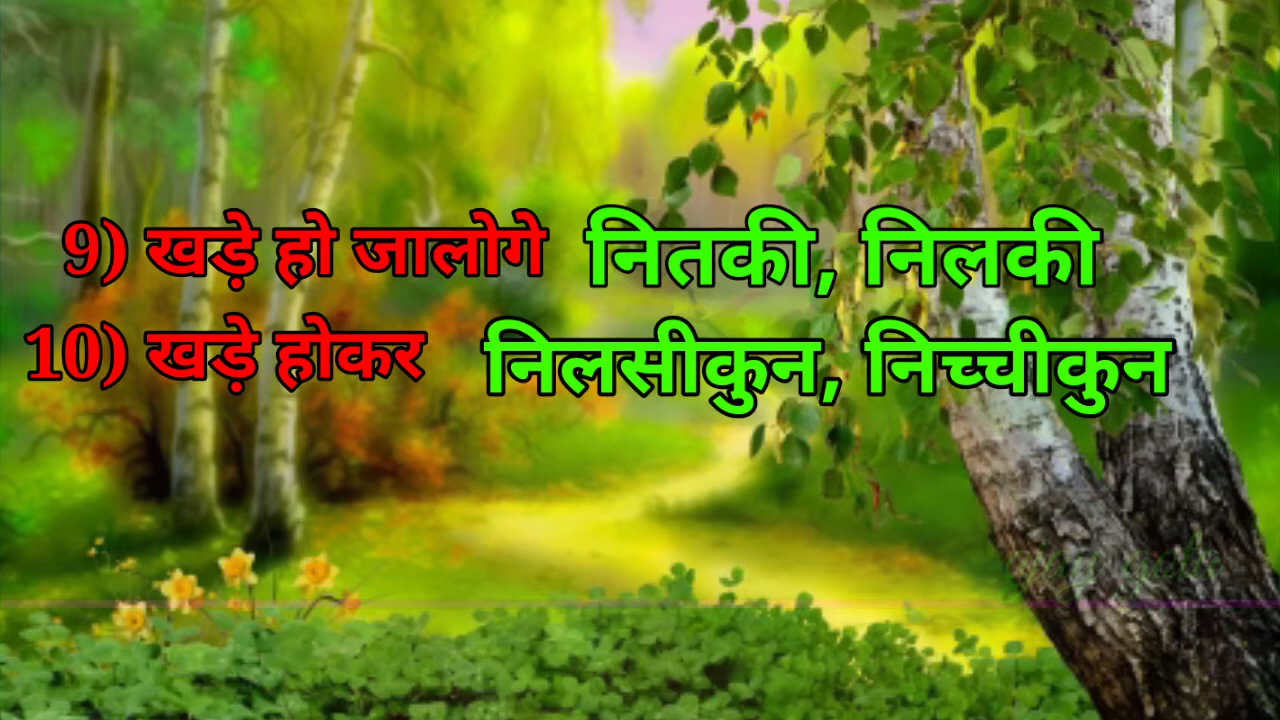 9) खड़े हो जालोगे नितकी, निलकी
10) खड़े होकर निलसीकुन, निच्चीकुन